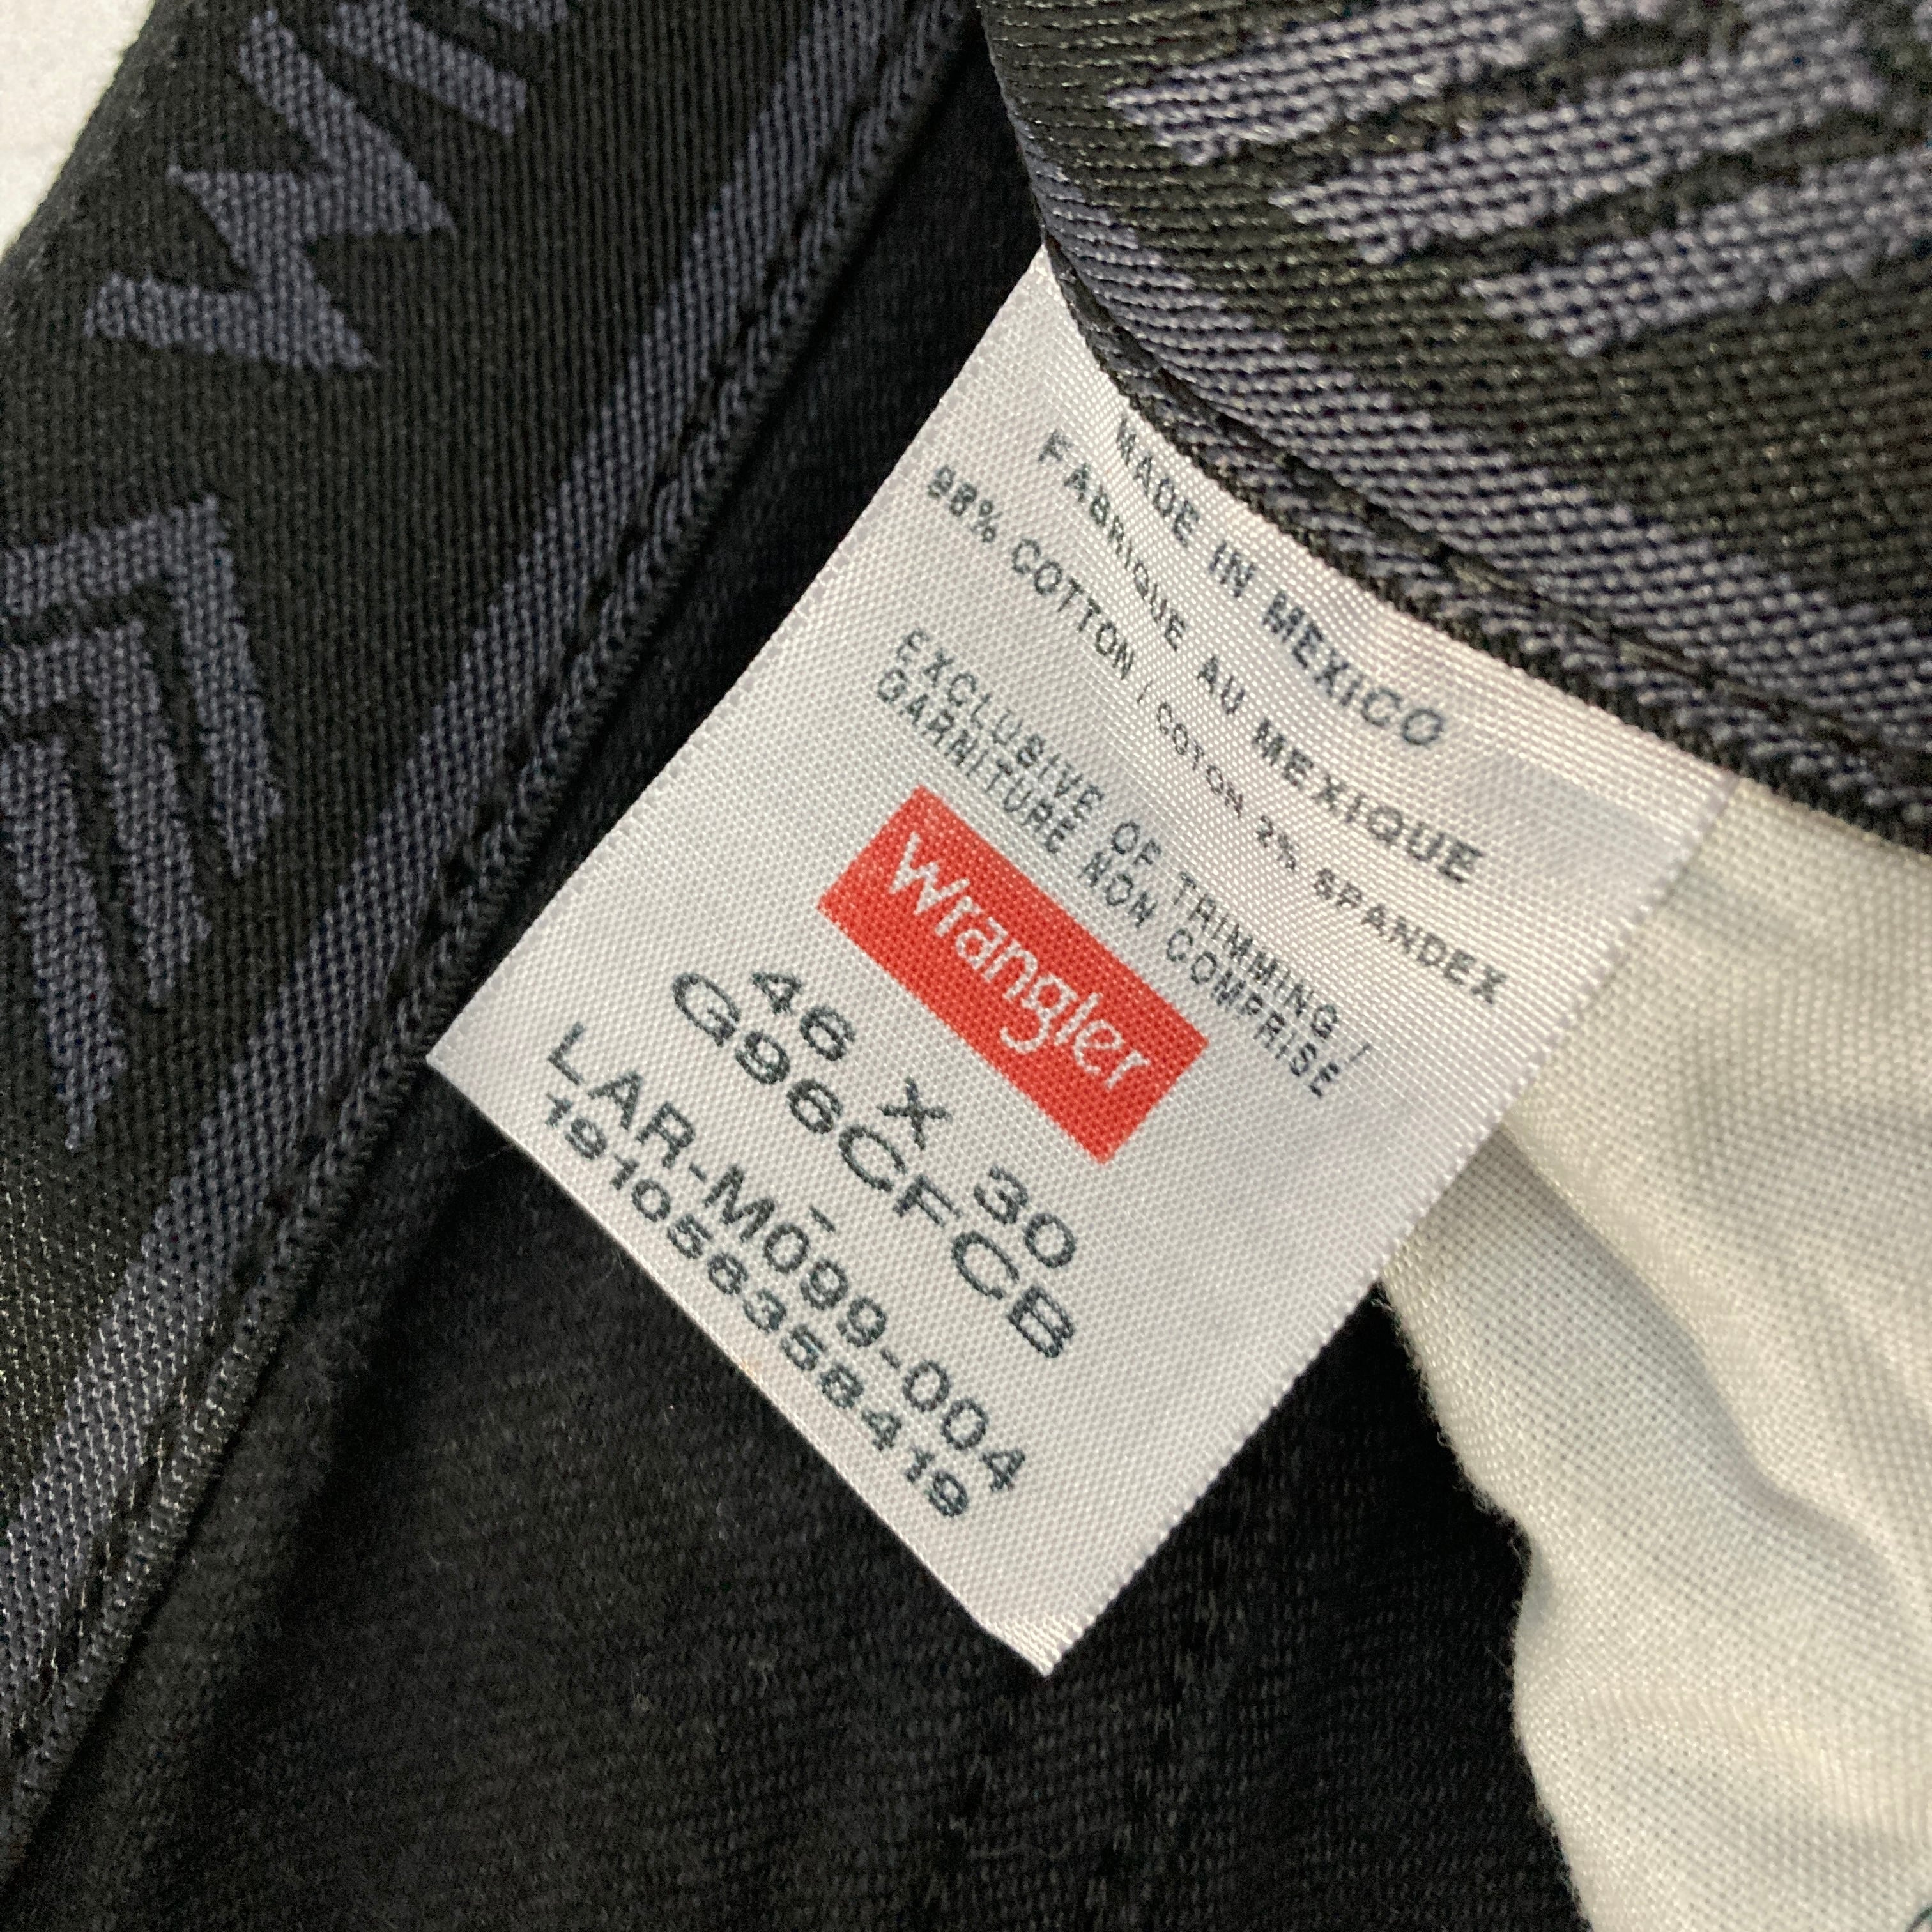 MADE IN MEXICO
FABRIQUE AU MEXIQUE
98% COTTON / COTON 2% SPANDEX
EXCLUSIVE OF TRIMMING /
GARNITURE NON COMPRISE
Wrangler
46 X 30
G96CFCB
-
LAR-M099-004
191056358419